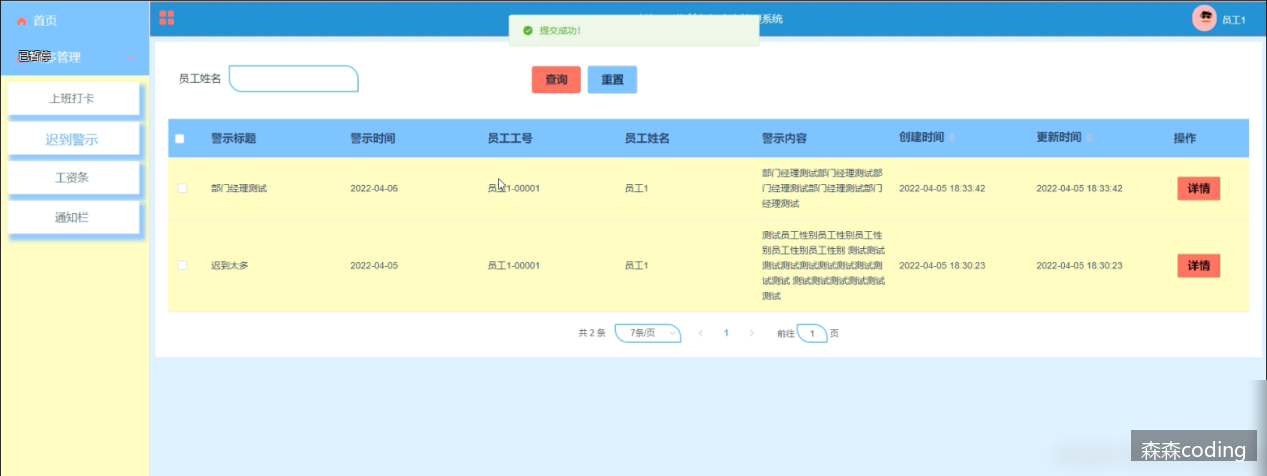 首页
系统
提交成功！
员工1
已暂停
管理
上班打卡
迟到警示
工资条
通知栏
员工姓名
查询
重置
警示标题 警示时间 员工工号 员工姓名 警示内容 创建时间 更新时间 操作
部门经理测试 2022-04-06 员工1-00001 员工1
部门经理测试部门经理测试部
门经理测试部门经理测试部门
经理测试
2022-04-05 18:33:42 2022-04-05 18:33:42 详情
迟到太多 2022-04-05 员工1-00001 员工1
测试员工性别员工性别员工性
别员工性别员工性别 测试测试
测试测试测试测试测试测试测
试测试 测试测试测试测试测试
测试
2022-04-05 18:30:23 2022-04-05 18:30:23 详情
共 2 条 7条/页 1 前往 1 页
森森coding